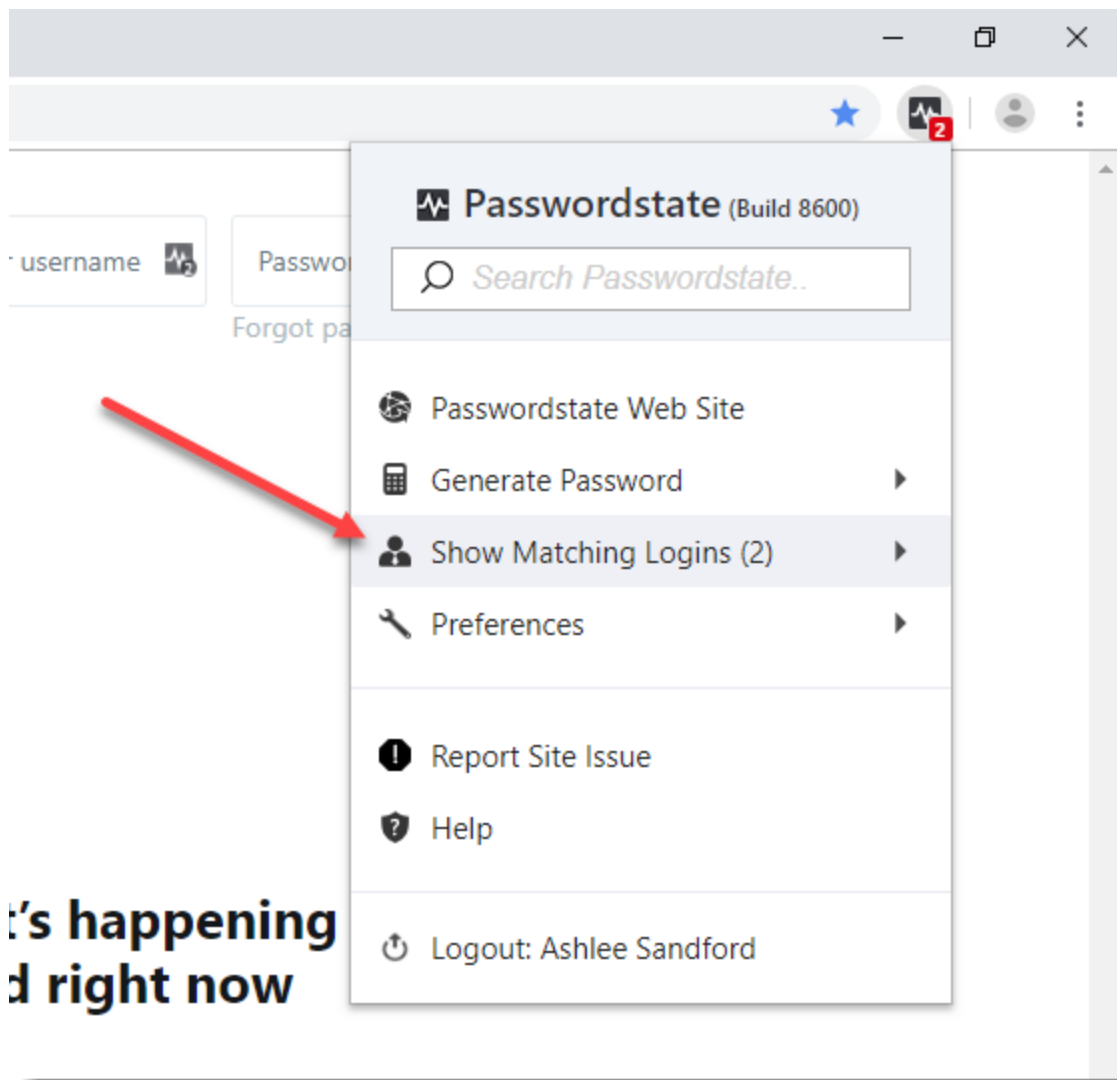 2
Passwordstate (Build 8600)
username
2
Passwo
Search Passwordstate..
Forgot pa
Passwordstate Web Site
Generate Password
Show Matching Logins (2)
Preferences
Report Site Issue
Help
t’s happening
d right now
Logout: Ashlee Sandford